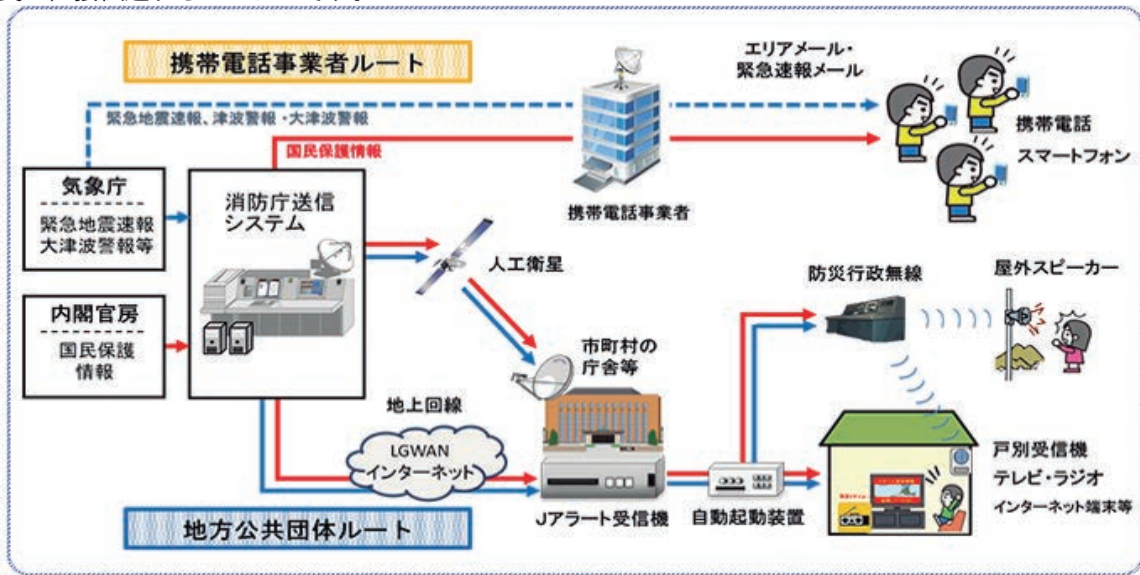 携帯電話事業者ルート
エリアメール・
緊急速報メール
緊急地震速報、津波警報・大津波警報
国民保護情報
携帯電話
スマートフォン
携帯電話事業者
気象庁
緊急地震速報
大津波警報等
消防庁送信
システム
内閣官房
国民保護
情報
人工衛星
防災行政無線
屋外スピーカー
市町村の
庁舎等
地上回線
LGWAN
インターネット
Jアラート受信機
自動起動装置
戸別受信機
テレビ・ラジオ
インターネット端末等
地方公共団体ルート